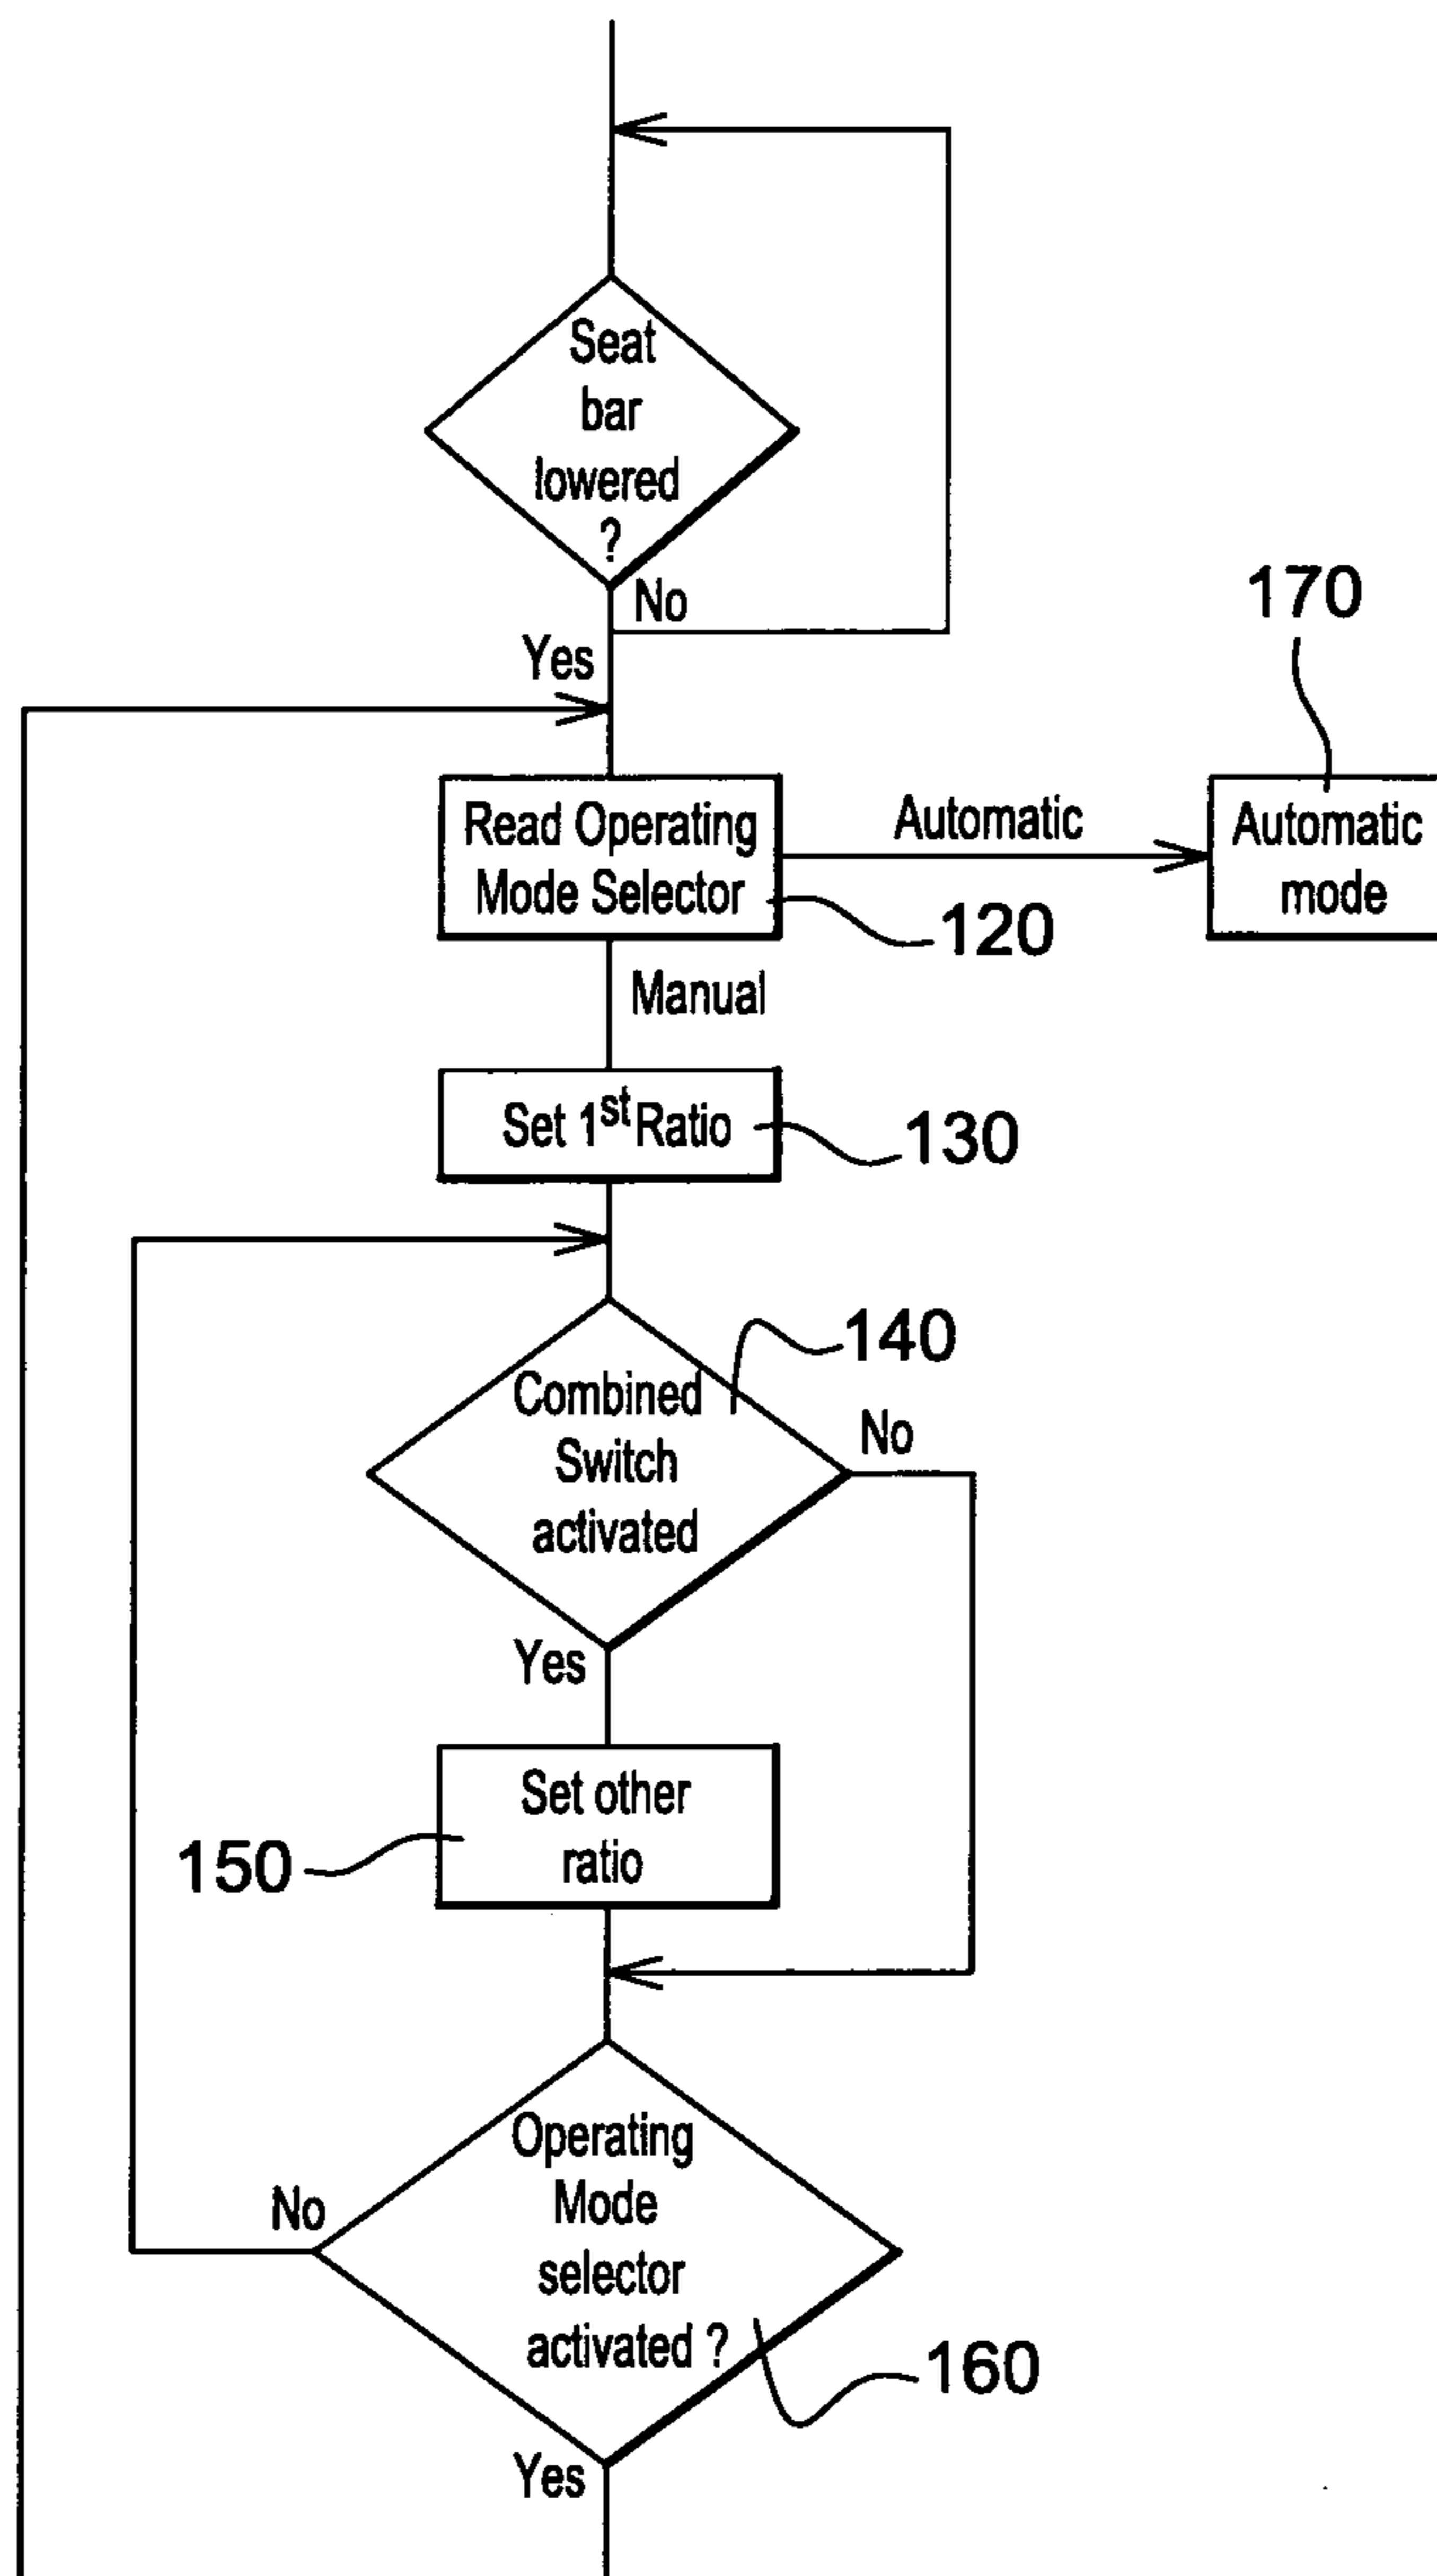 Seat
bar
lowered
?
No
Yes
170
Read Operating
Mode Selector
Automatic
Automatic
mode
120
Manual
Set 1st Ratio
130
140
Combined
Switch
activated
No
Yes
Set other
ratio
150
Operating
Mode
selector
activated ?
No
160
Yes